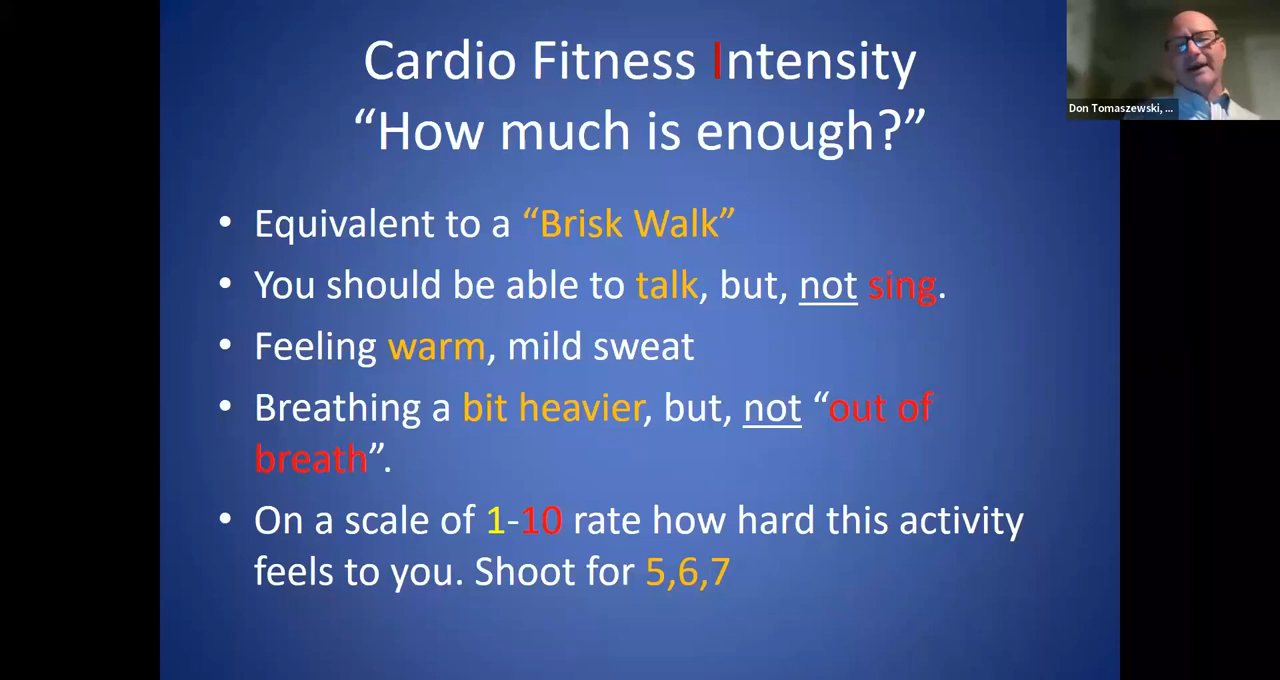 Cardio Fitness Intensity
“How much is enough?”
Don Tomaszewski, ...
• Equivalent to a “Brisk Walk”
• You should be able to talk, but, not sing.
• Feeling warm, mild sweat
• Breathing a bit heavier, but, not “out of
breath”.
• On a scale of 1-10 rate how hard this activity
feels to you. Shoot for 5,6,7